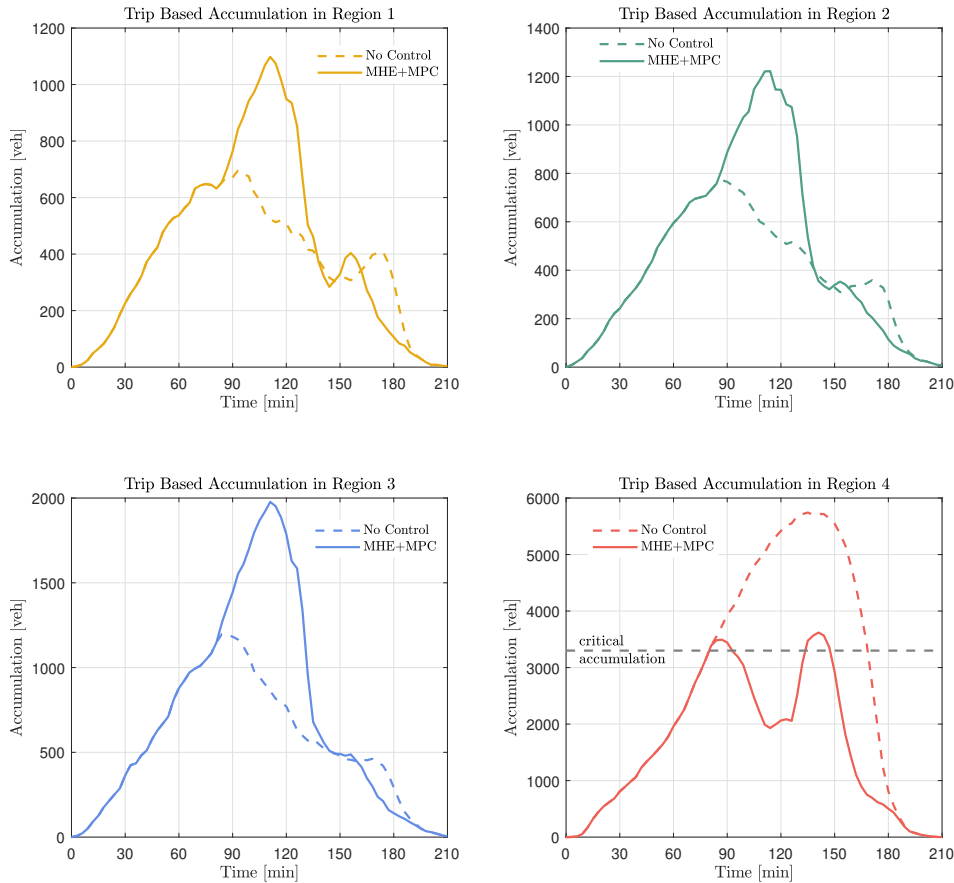 Trip Based Accumulation in Region 1
1200
1000
800
600
400
200
0
Accumulation [veh]
No Control
MHE+MPC
0 30 60 90 120 150 180 210
Time [min]
Trip Based Accumulation in Region 2
1400
1200
1000
800
600
400
200
0
Accumulation [veh]
No Control
MHE+MPC
0 30 60 90 120 150 180 210
Time [min]
Trip Based Accumulation in Region 3
2000
1500
1000
500
0
Accumulation [veh]
No Control
MHE+MPC
0 30 60 90 120 150 180 210
Time [min]
Trip Based Accumulation in Region 4
6000
5000
4000
3000
2000
1000
0
Accumulation [veh]
No Control
MHE+MPC
critical
accumulation
0 30 60 90 120 150 180 210
Time [min]